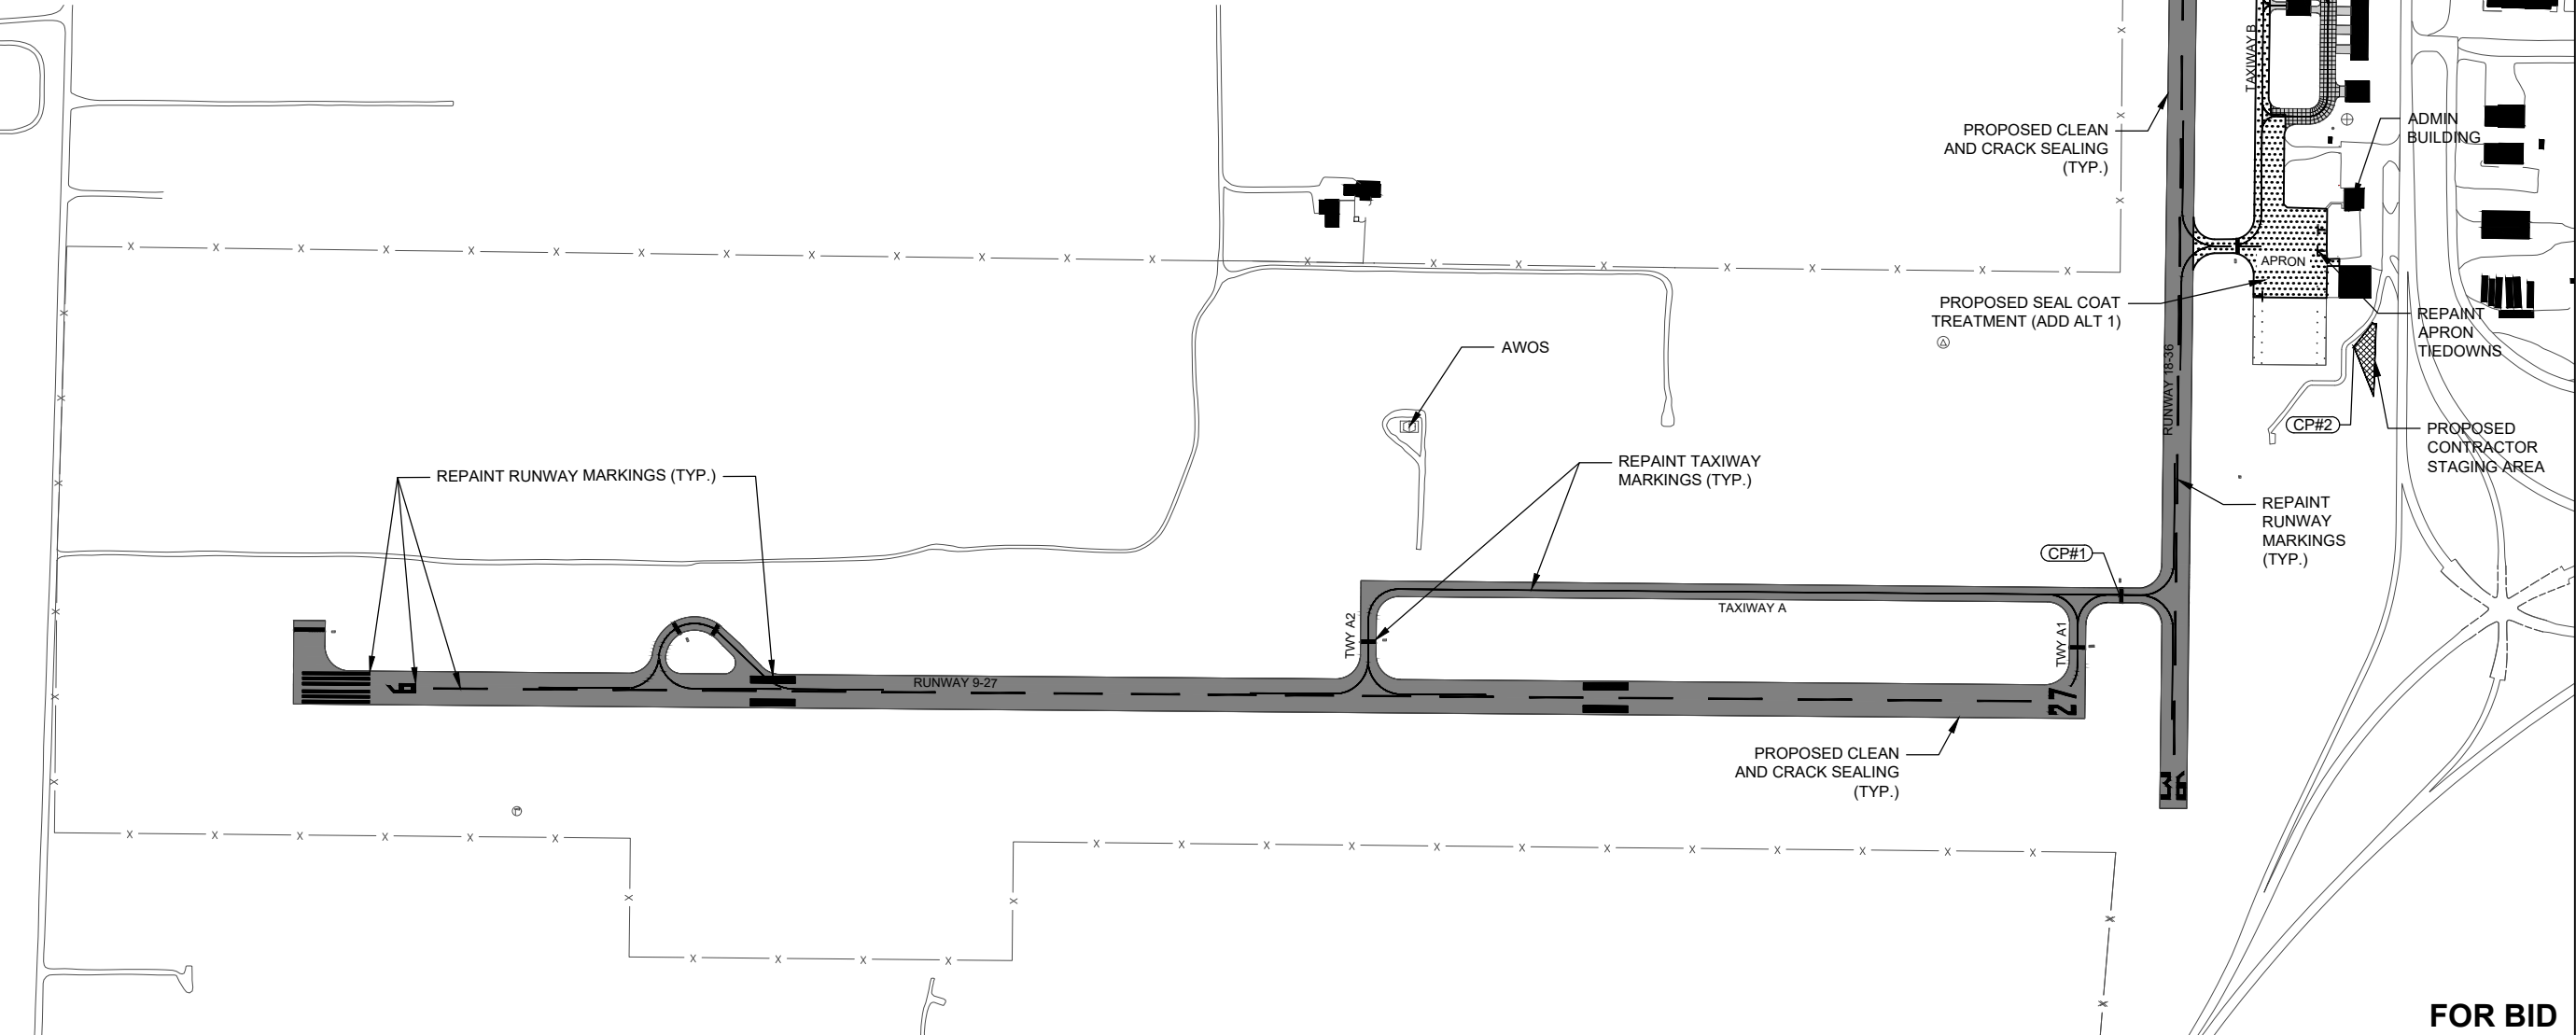 TAXIWAY B
PROPOSED CLEAN
AND CRACK SEALING
(TYP.)
ADMIN
BUILDING
APRON
PROPOSED SEAL COAT
TREATMENT (ADD ALT 1)
REPAINT
APRON
TIEDOWNS
AWOS
RUNWAY 18-36
CP#2
PROPOSED
CONTRACTOR
STAGING AREA
REPAINT RUNWAY MARKINGS (TYP.)
REPAINT TAXIWAY
MARKINGS (TYP.)
REPAINT
RUNWAY
MARKINGS
(TYP.)
CP#1
TAXIWAY A
TWY A2
TWY A1
9
RUNWAY 9-27
27
PROPOSED CLEAN
AND CRACK SEALING
(TYP.)
36
FOR BID